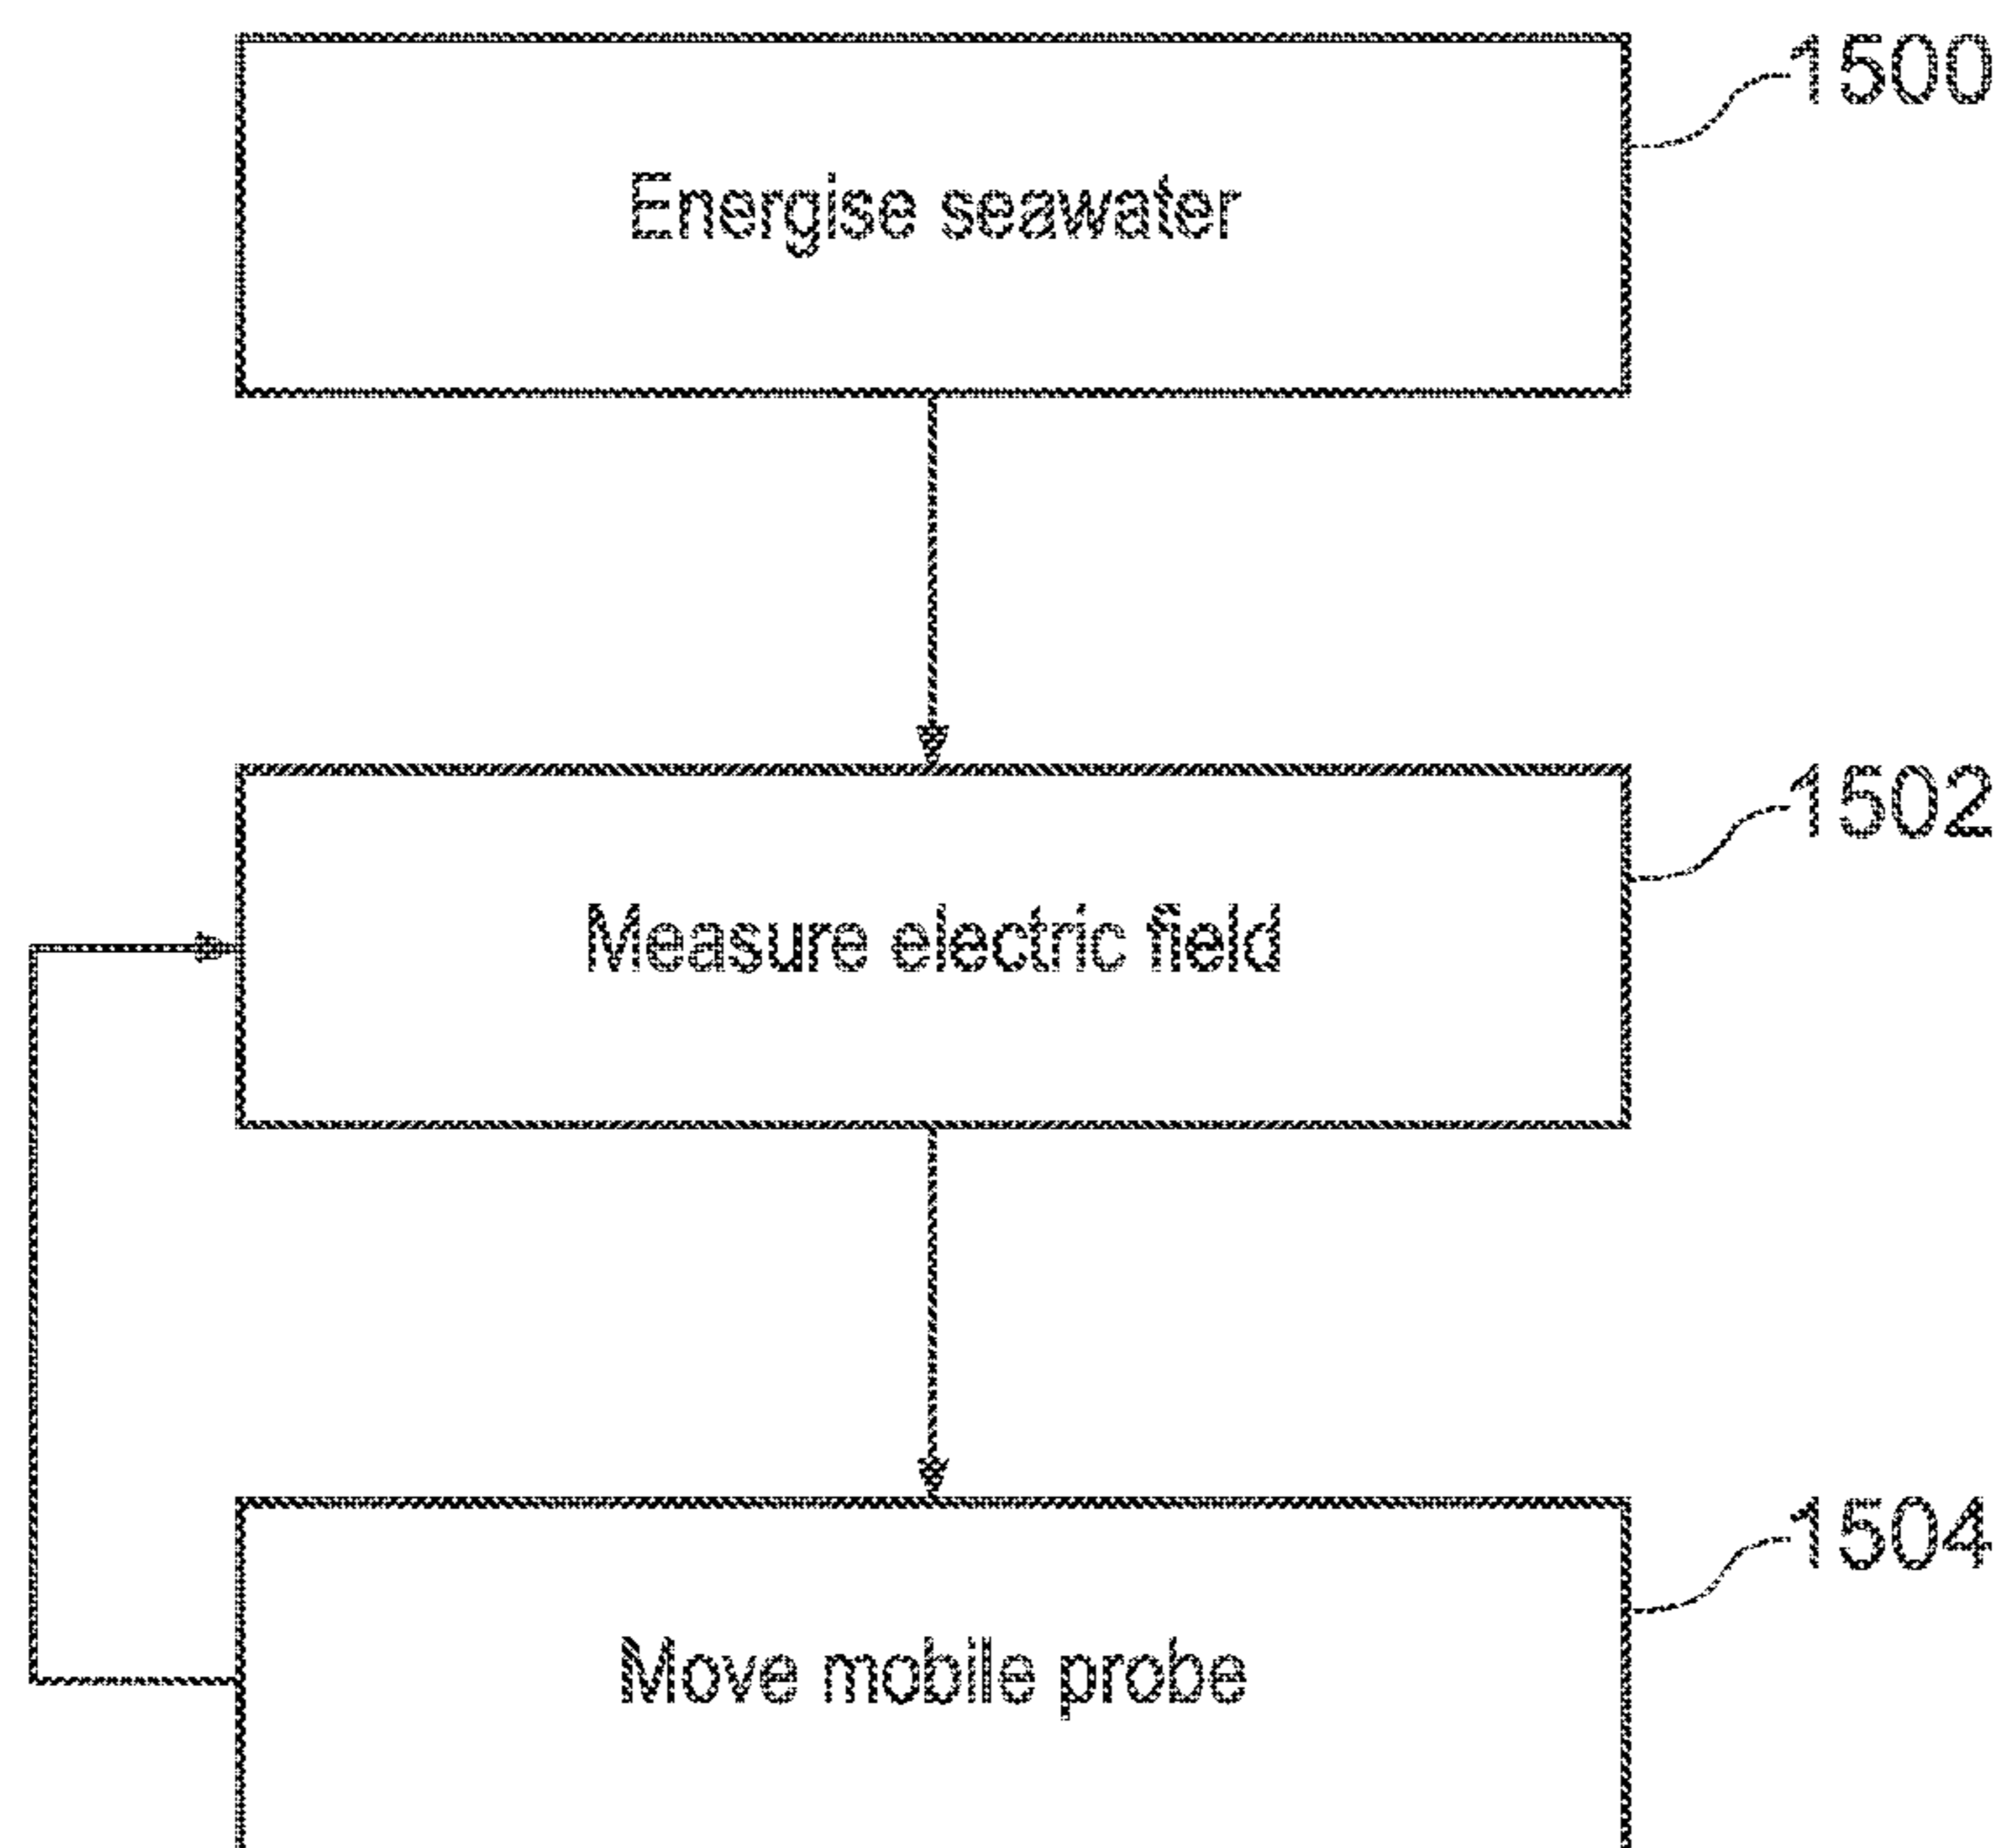 1500
Energise seawater
1502
Measure electric field
1504
Move mobile probe